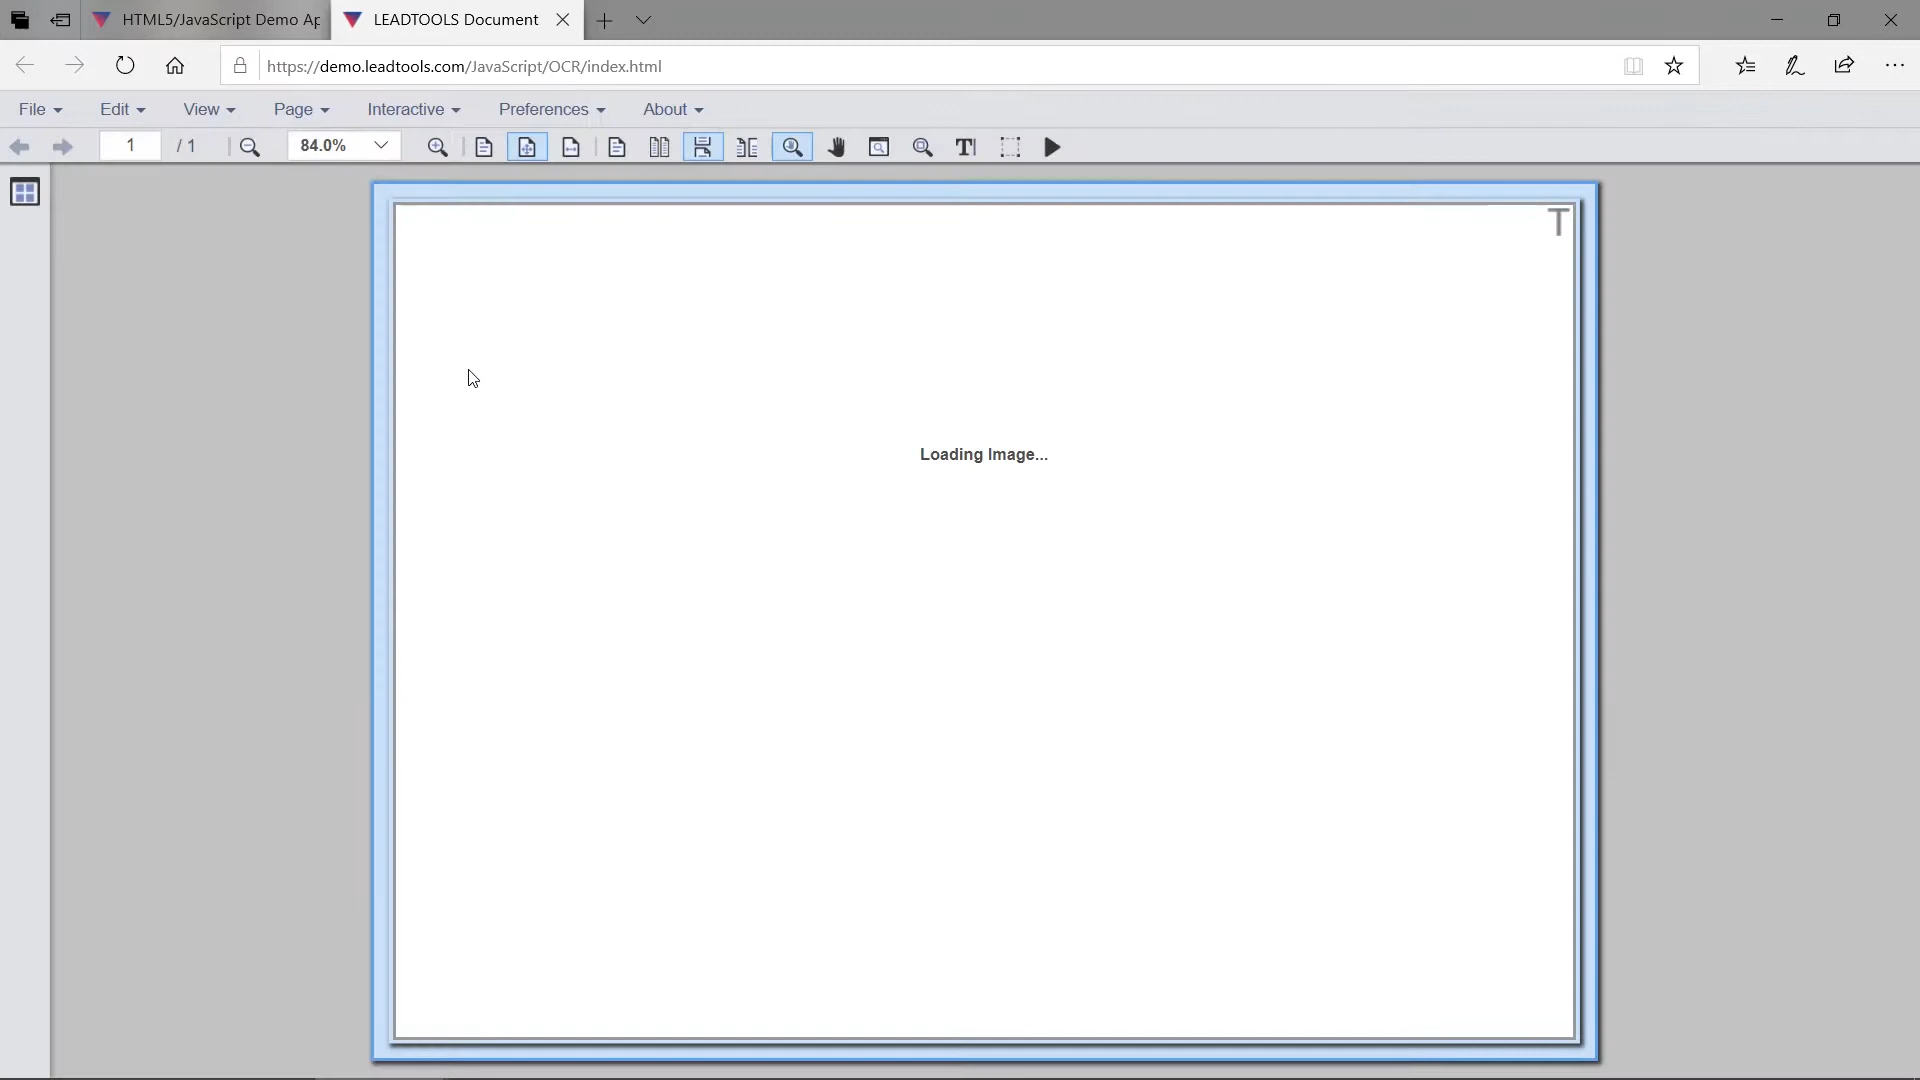 HTML5/JavaScript Demo Ap
LEADTOOLS Document
https://demo.leadtools.com/JavaScript/OCR/index.html
File Edit View Page Interactive Preferences About
1 / 1 84.0% T
T
Loading Image...